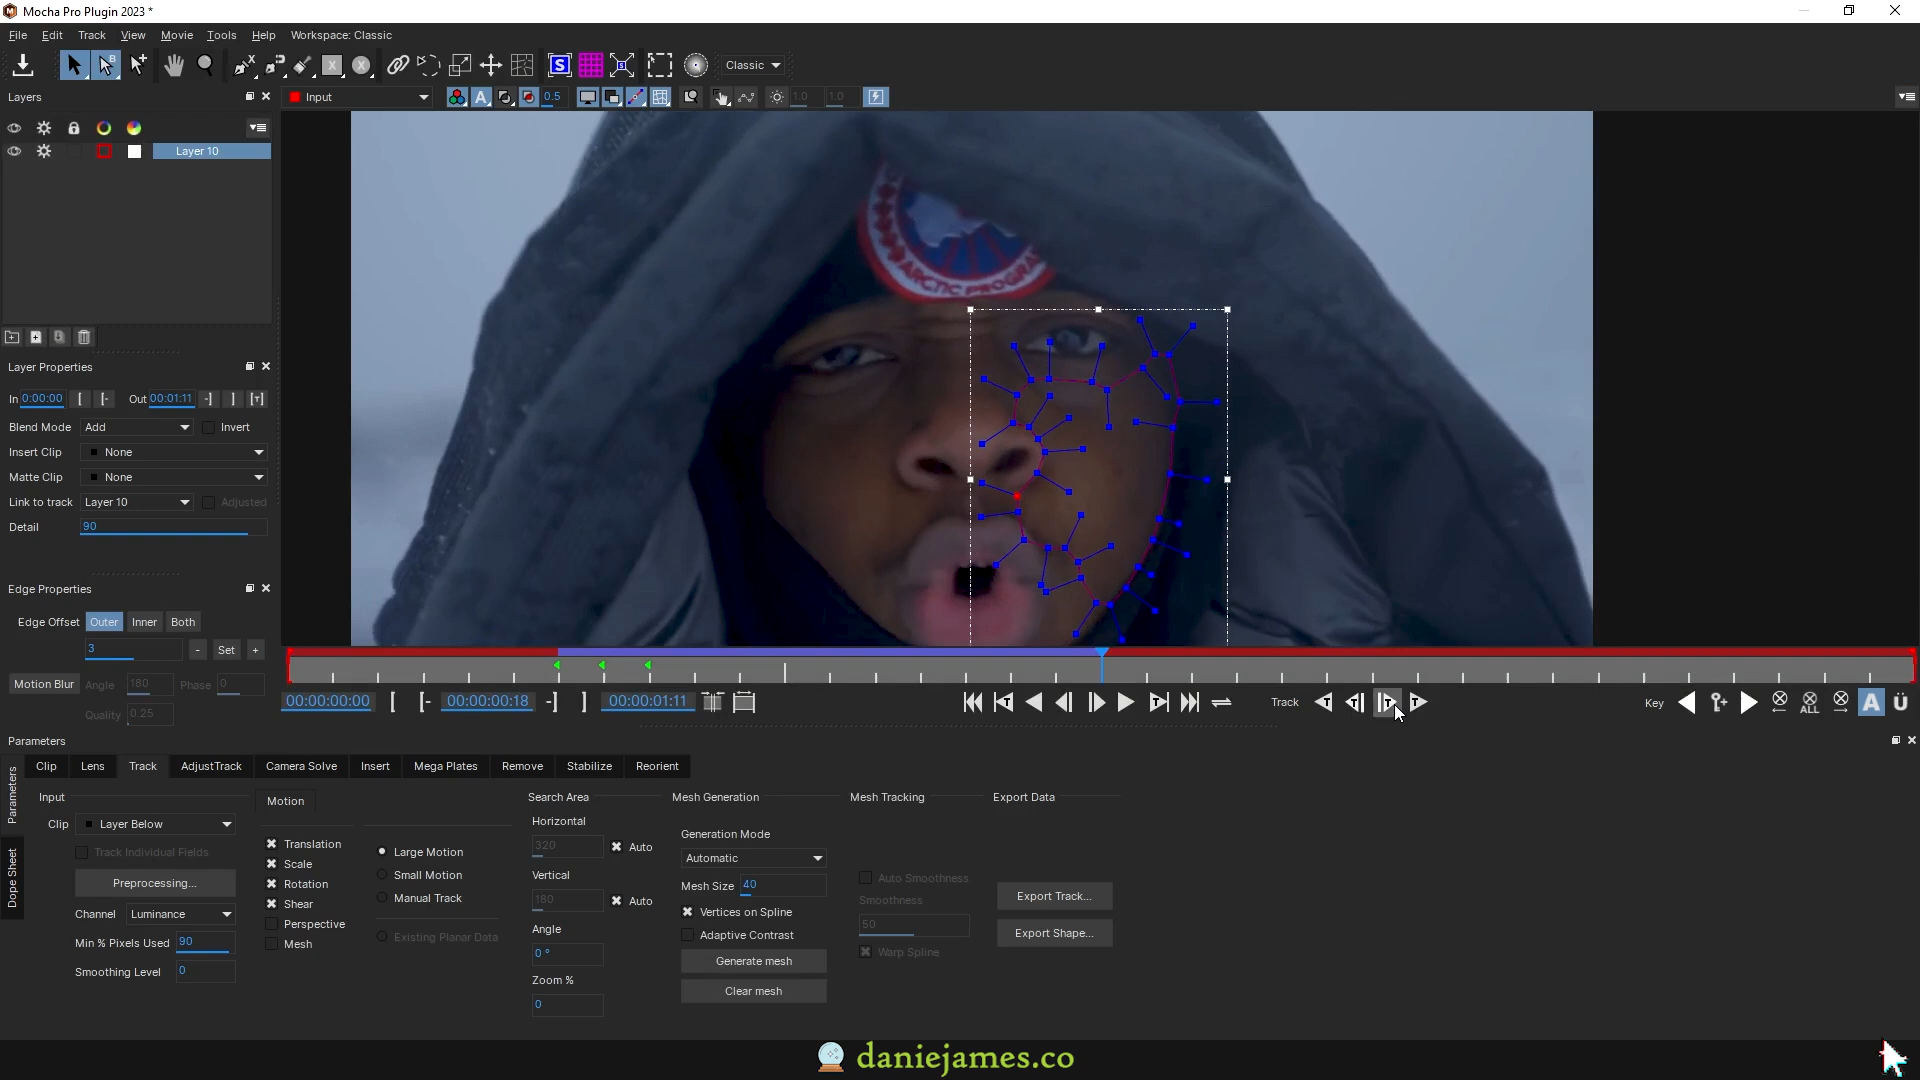 Mocha Pro Plugin 2023 *
File Edit Track View Movie Tools Help Workspace: Classic
Classic
Layers
Input
0.5
1.0
1.0
Layer 10
ARCTIC PROGRA
Layer Properties
In 0:00:00 Out 00:01:11
Blend Mode Add Invert
Insert Clip None
Matte Clip None
Link to track Layer 10 Adjusted
Detail 90
Edge Properties
Edge Offset Outer Inner Both
3 - Set +
Motion Blur Angle 180 Phase 0
Quality 0.25
00:00:00:00 00:00:00:18 00:00:01:11 Track Key ALL A Ü
Parameters
Parameters
Dope Sheet
Clip Lens Track AdjustTrack Camera Solve Insert Mega Plates Remove Stabilize Reorient
Input
Clip Layer Below
Track Individual Fields
Preprocessing...
Channel Luminance
Min % Pixels Used 90
Smoothing Level 0
Motion
Translation
Scale
Rotation
Shear
Perspective
Mesh
Large Motion
Small Motion
Manual Track
Existing Planar Data
Search Area
Horizontal
320 Auto
Vertical
180 Auto
Angle
0 °
Zoom %
0
Mesh Generation
Generation Mode
Automatic
Mesh Size 40
Vertices on Spline
Adaptive Contrast
Generate mesh
Clear mesh
Mesh Tracking
Auto Smoothness
Smoothness
50
Warp Spline
Export Data
Export Track...
Export Shape...
daniejames.co